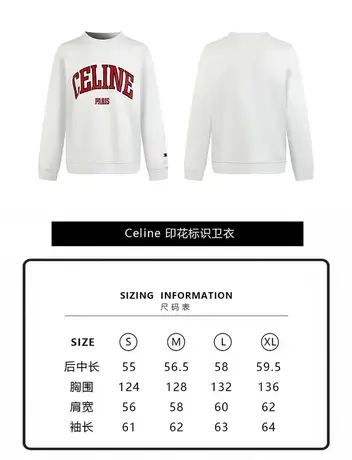 CELINE
PARIS
Celine 印花标识卫衣
SIZING INFORMATION
尺码表
SIZE S M L XL
后中长 55 56.5 58 59.5
胸围 124 128 132 136
肩宽 56 58 60 62
袖长 61 62 63 64